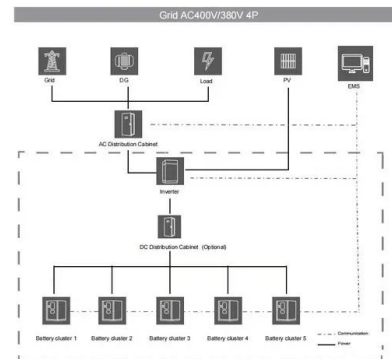 Grid AC400V/380V 4P
Grid
DG
Load
PV
EMS
AC Distribution Cabinet
Inverter
DC Distribution Cabinet (Optional)
Battery cluster 1
Battery cluster 2
Battery cluster 3
Battery cluster 4
Battery cluster 5
Communication
Power